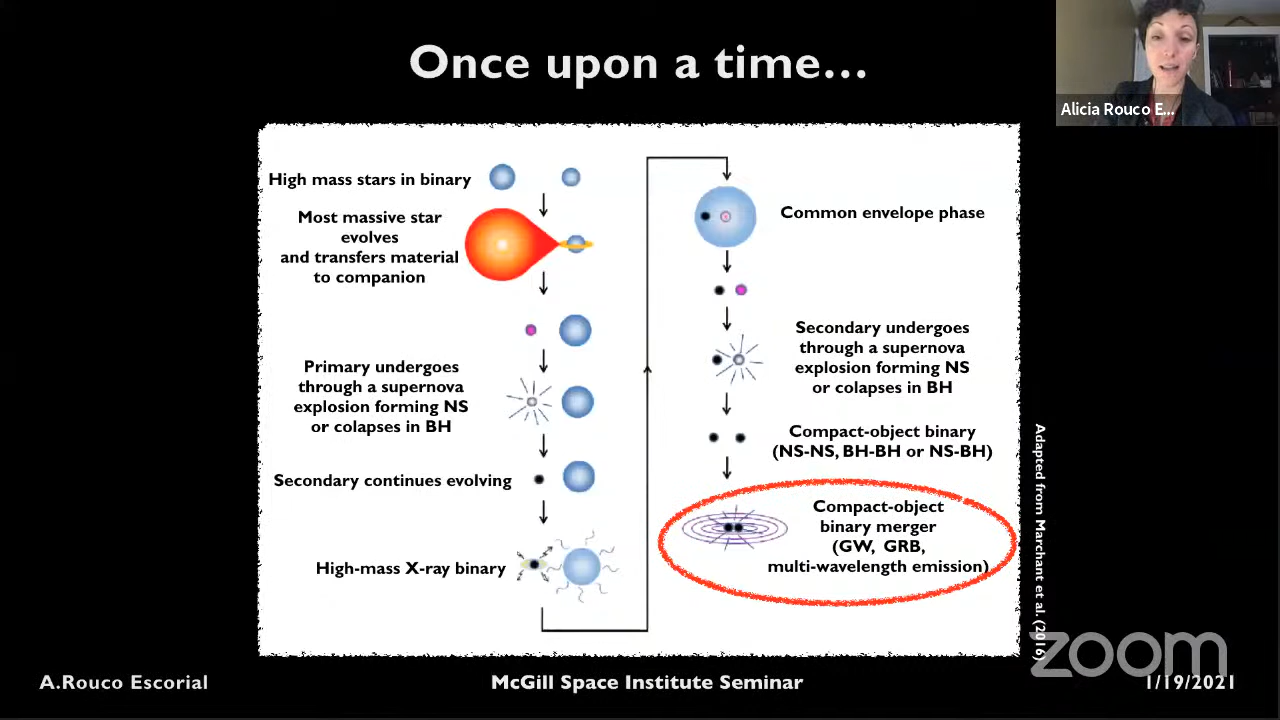 Once upon a time...
Alicia Rouco E...
High mass stars in binary
Most massive star
evolves
and transfers material
to companion
Primary undergoes
through a supernova
explosion forming NS
or colapses in BH
Secondary continues evolving
High-mass X-ray binary
Common envelope phase
Secondary undergoes
through a supernova
explosion forming NS
or colapses in BH
Compact-object binary
(NS-NS, BH-BH or NS-BH)
Compact-object
binary merger
(GW, GRB,
multi-wavelength emission)
Adapted from Marchant et al. (2016)
zoom
A.Rouco Escorial
McGill Space Institute Seminar
1/19/2021